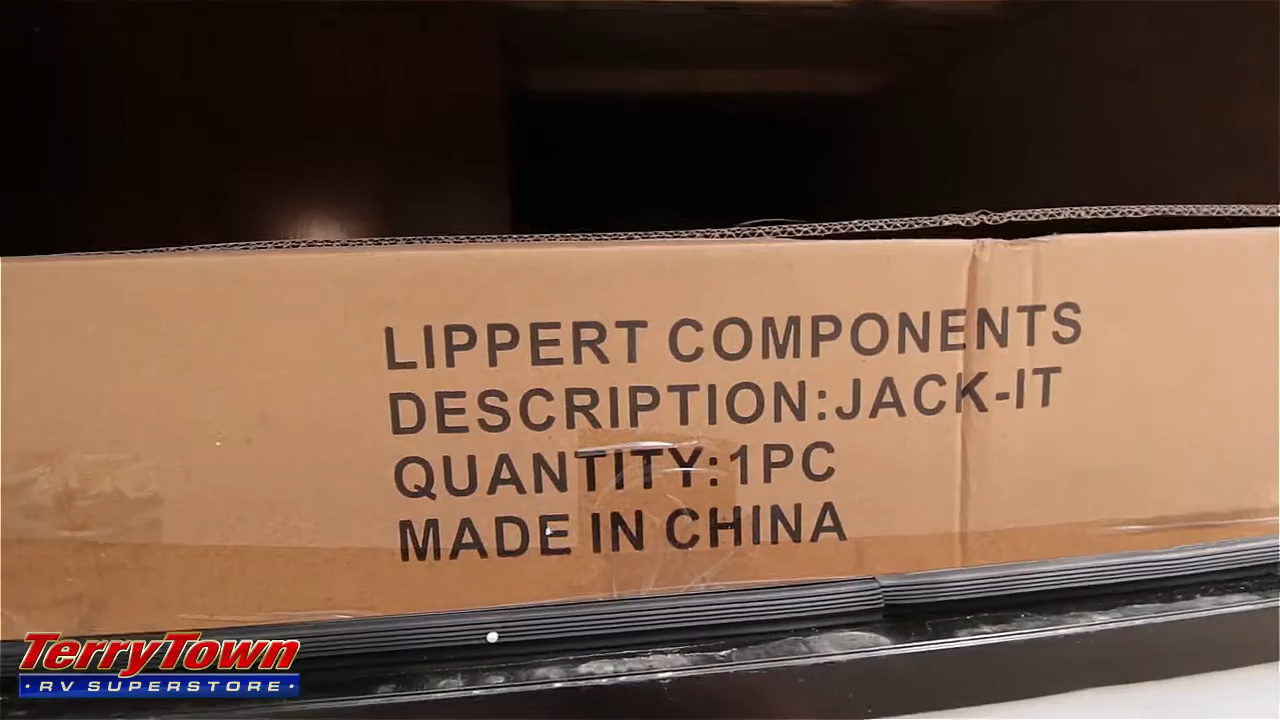 LIPPERT COMPONENTS
DESCRIPTION:JACK-IT
QUANTITY:1PC
MADE IN CHINA
TerryTown
RV SUPERSTORE